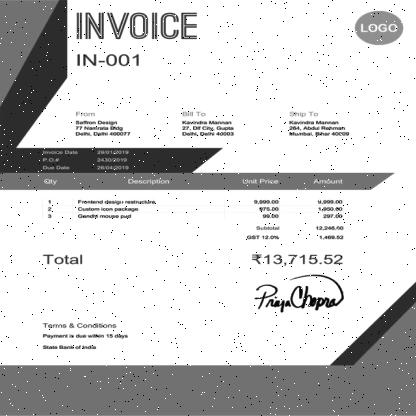 INVOICE
LOGO
IN-001
From Bill To Ship To
Saffron Design Kavindra Mannan Kavindra Mannan
77 Namrata Bldg 27, Dlf City, Gupta 264, Abdul Rehman
Delhi, Delhi 400077 Delhi, Delhi 40003 Mumbai, Bihar 40009
Invoice Date 29/01/2019
P.O.# 2430/2019
Due Date 26/04/2019
Qty Description Unit Price Amount
1 Frontend design restructure 9,999.00 9,999.00
2 Custom icon package 975.00 1,950.00
3 Gandhi mouse pad 99.00 297.00
Subtotal 12,246.00
GST 12.0% 1,469.52
Total ₹13,715.52
Priya Chopra
Terms & Conditions
Payment is due within 15 days
State Bank of India